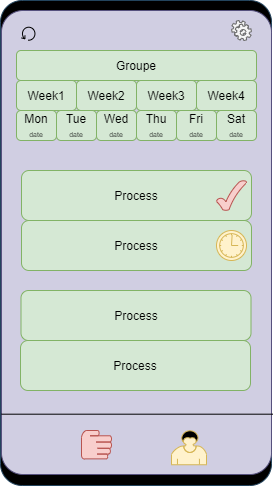 Groupe
Week1 Week2 Week3 Week4
Mon Tue Wed Thu Fri Sat
date date date date date date
Process
Process
Process
Process